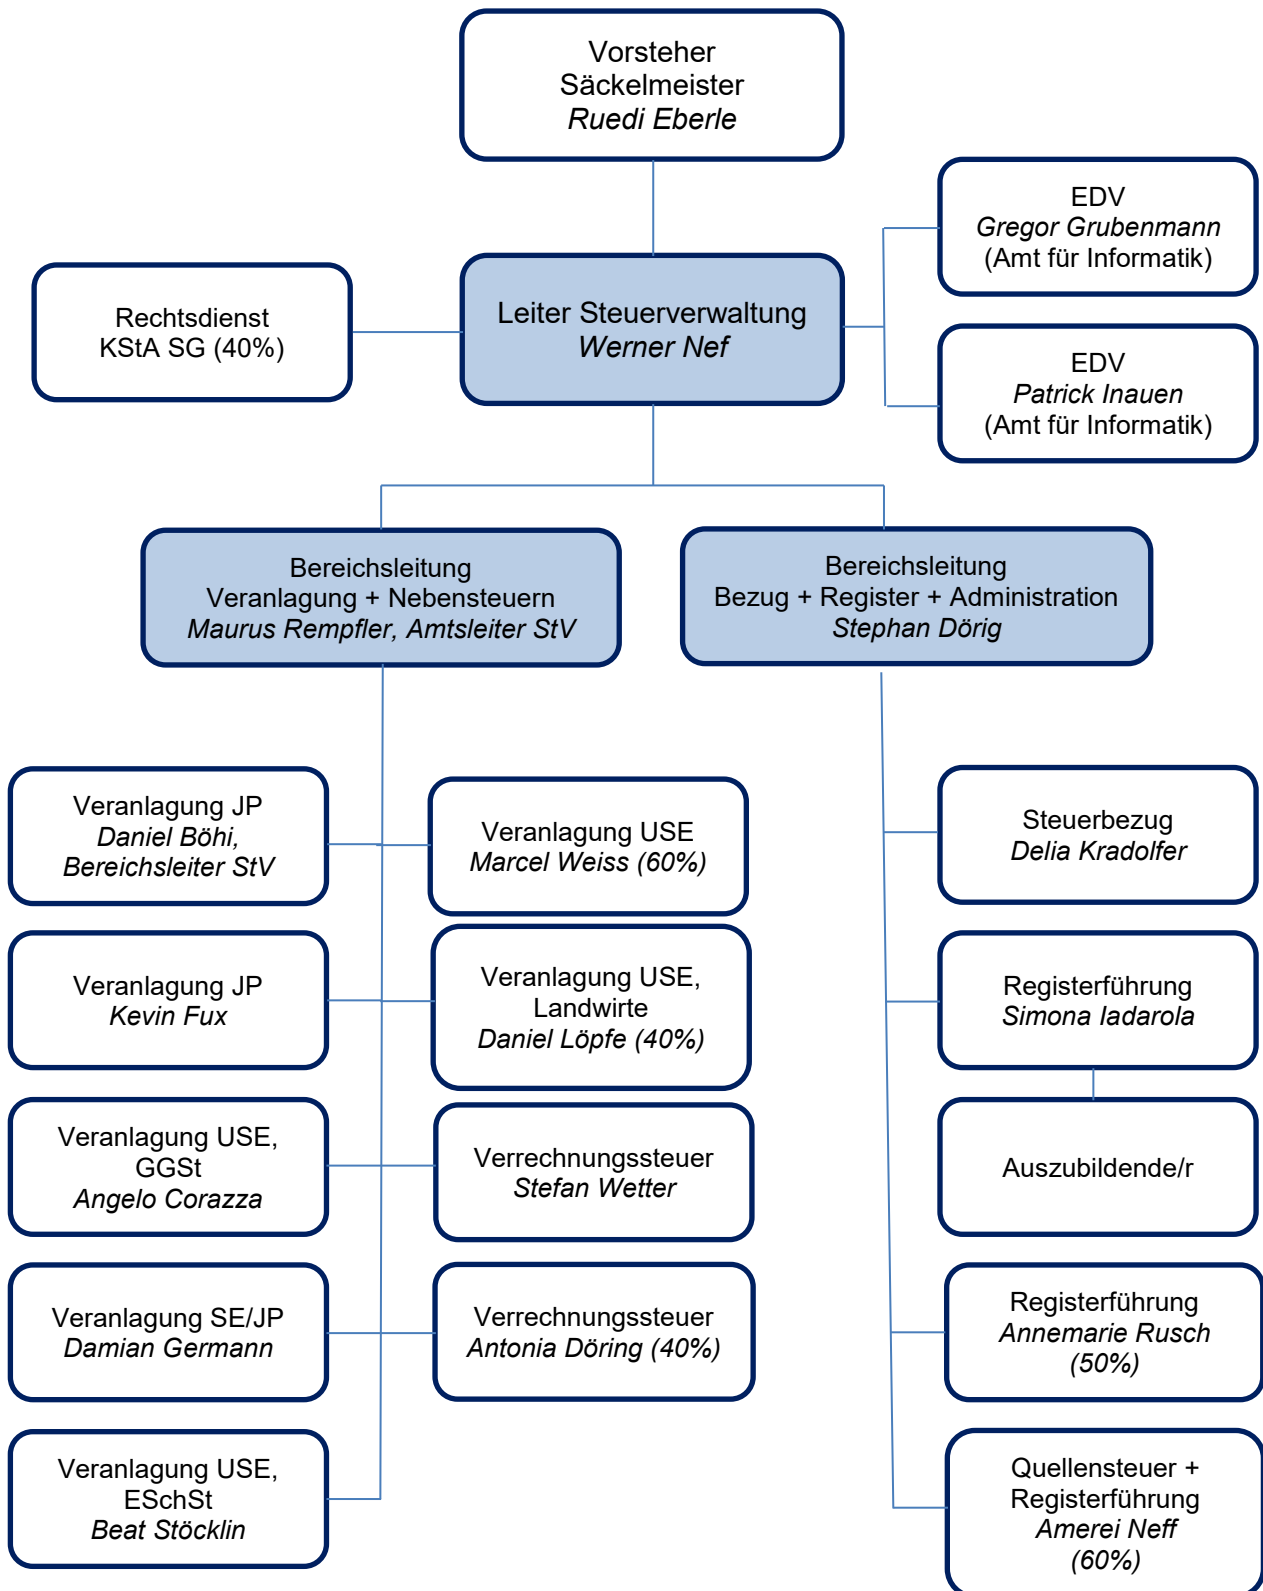 Vorsteher
Säckelmeister
Ruedi Eberle
EDV
Gregor Grubenmann
(Amt für Informatik)
Rechtsdienst
KStA SG (40%)
Leiter Steuerverwaltung
Werner Nef
EDV
Patrick Inauen
(Amt für Informatik)
Bereichsleitung
Veranlagung + Nebensteuern
Maurus Rempfler, Amtsleiter StV
Bereichsleitung
Bezug + Register + Administration
Stephan Dörig
Veranlagung JP
Daniel Böhi,
Bereichsleiter StV
Veranlagung USE
Marcel Weiss (60%)
Steuerbezug
Delia Kradolfer
Veranlagung JP
Kevin Fux
Veranlagung USE,
Landwirte
Daniel Löpfe (40%)
Registerführung
Simona Iadarola
Veranlagung USE,
GGSt
Angelo Corazza
Verrechnungssteuer
Stefan Wetter
Auszubildende/r
Veranlagung SE/JP
Damian Germann
Verrechnungssteuer
Antonia Döring (40%)
Registerführung
Annemarie Rusch
(50%)
Veranlagung USE,
ESchSt
Beat Stöcklin
Quellensteuer +
Registerführung
Amerei Neff
(60%)